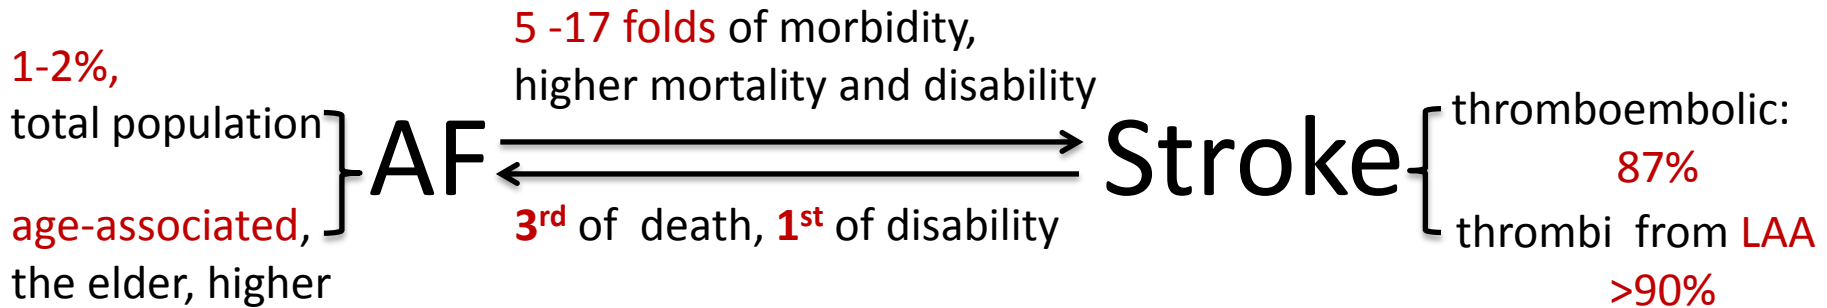 1-2%,
total population
age-associated,
the elder, higher
AF
5 -17 folds of morbidity,
higher mortality and disability
3rd of death, 1st of disability
Stroke
thromboembolic:
87%
thrombi from LAA
>90%